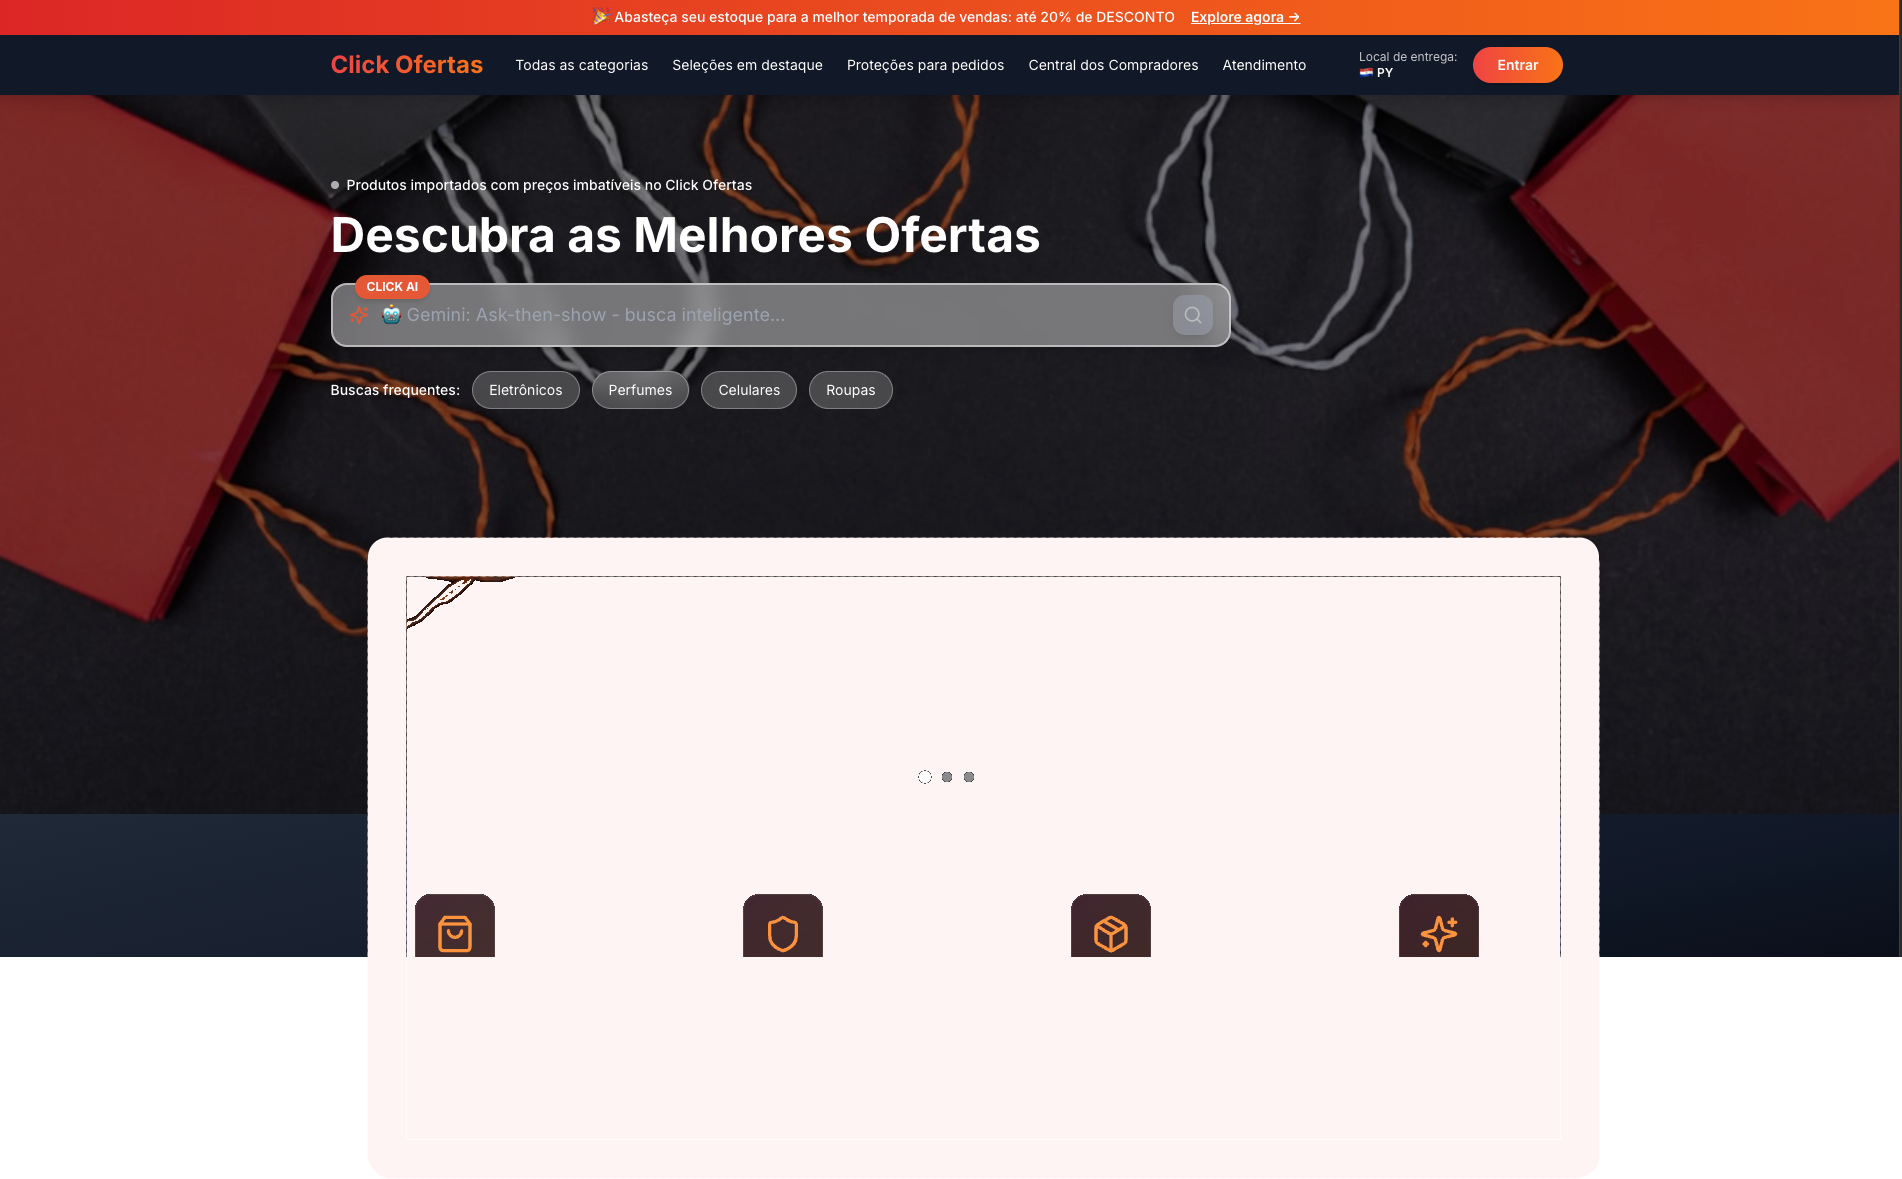 🎉 Abasteça seu estoque para a melhor temporada de vendas: até 20% de DESCONTO Explore agora →
Click Ofertas Todas as categorias Seleções em destaque Proteções para pedidos Central dos Compradores Atendimento Local de entrega: 🇵🇾 PY Entrar
Produtos importados com preços imbatíveis no Click Ofertas
Descubra as Melhores Ofertas
CLICK AI
🤖 Gemini: Ask-then-show - busca inteligente...
Buscas frequentes: Eletrônicos Perfumes Celulares Roupas